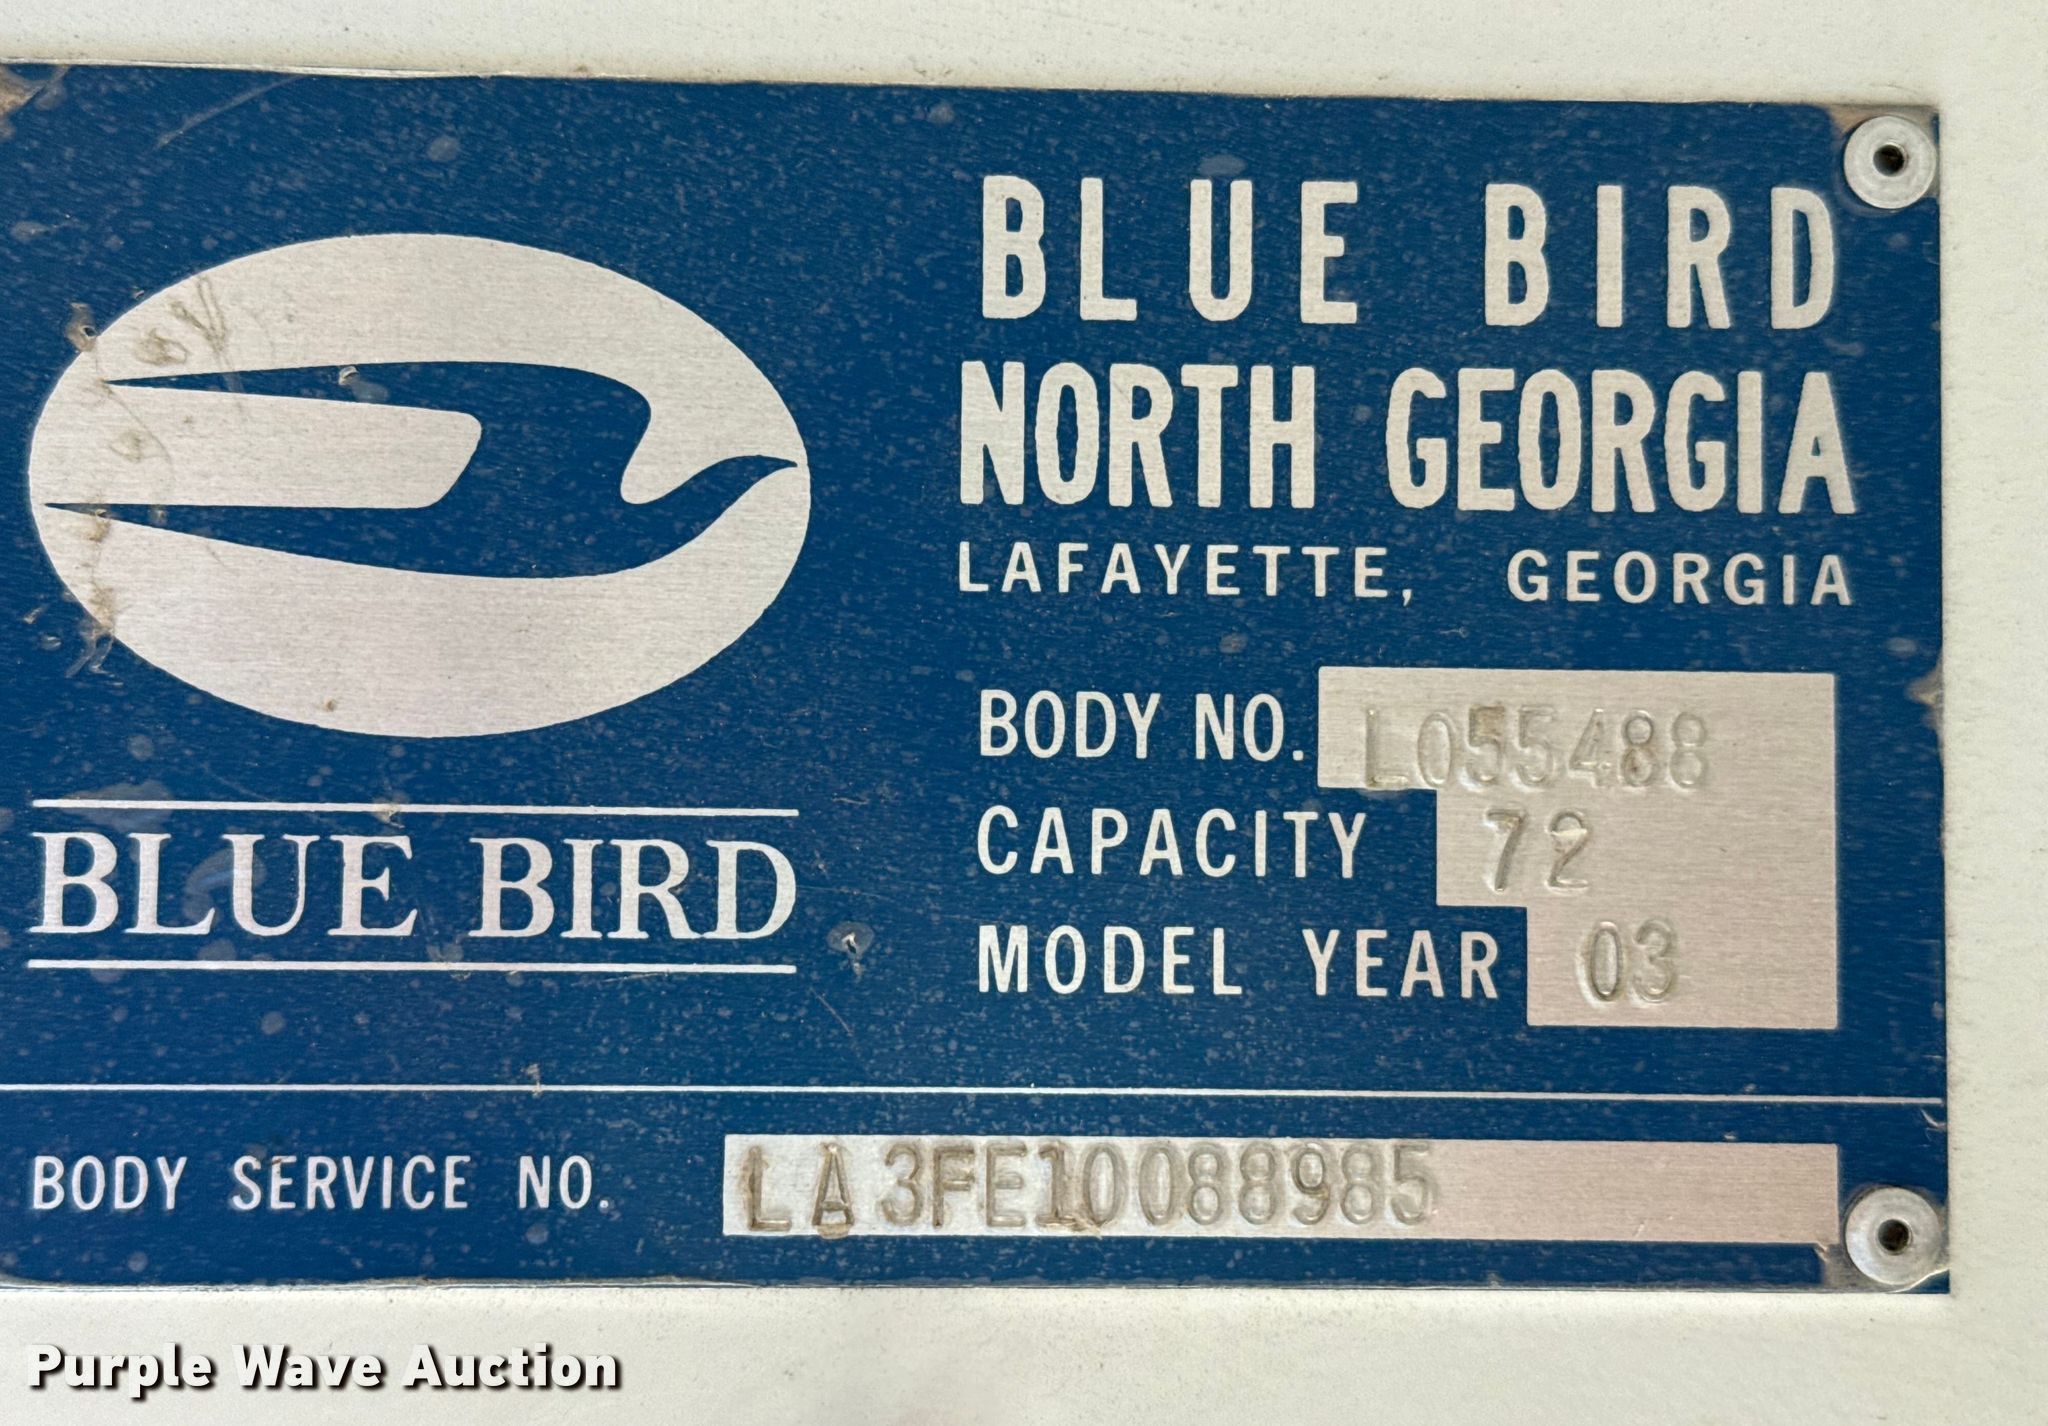 BLUE BIRD
BLUE BIRD
NORTH GEORGIA
LAFAYETTE, GEORGIA
BODY NO. L055488
CAPACITY 72
MODEL YEAR 03
BODY SERVICE NO. LA3FE10088985
Purple Wave Auction